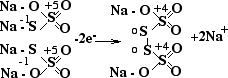 Na - O +5 O Na - O +4 O
-1 S S
Na - S O o S O
-2e- +2Na+
Na - S +5 O o S +4 O
-1 S S
Na - O O Na - O O